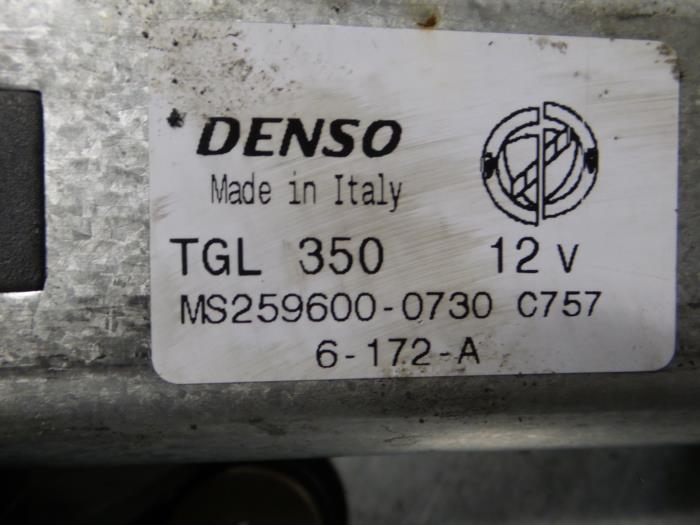 DENSO
Made in Italy
TGL 350 12 V
MS259600-0730 C757
6-172-A